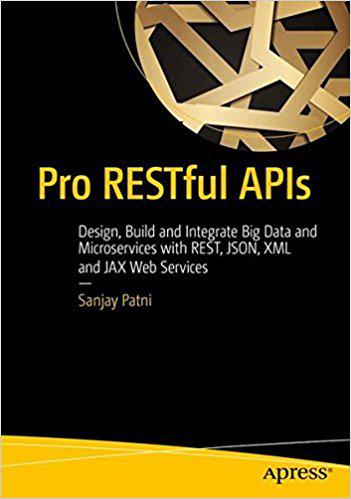 Pro RESTful APIs
Design, Build and Integrate Big Data and
Microservices with REST, JSON, XML
and JAX Web Services
—
Sanjay Patni
Apress®